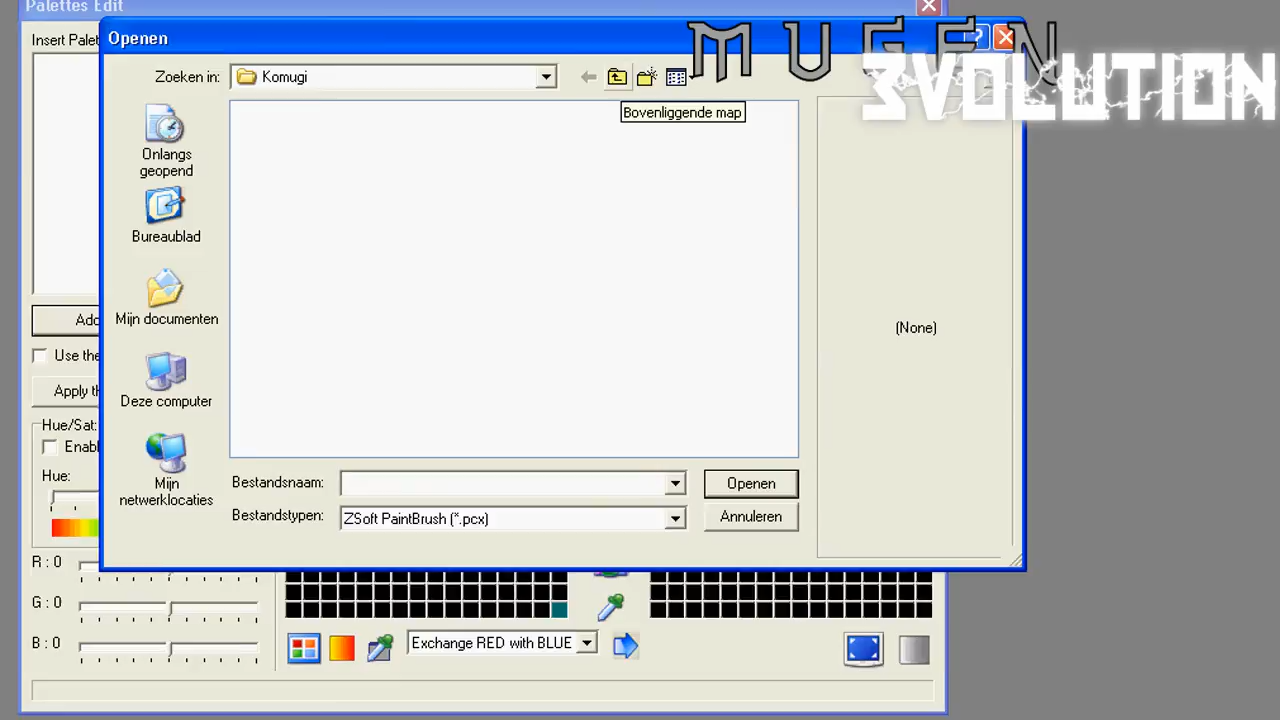 Palettes Edit
Openen
MUGEN
3VOLUTION
Insert Palet
Zoeken in:
Komugi
Bovenliggende map
Onlangs
geopend
Bureaublad
Mijn documenten
Deze computer
Mijn
netwerklocaties
(None)
Add
Use the
Apply th
Hue/Sat:
Enabl
Hue:
Bestandsnaam:
Openen
Bestandstypen:
ZSoft PaintBrush (*.pcx)
Annuleren
R : 0
G : 0
B : 0
Exchange RED with BLUE